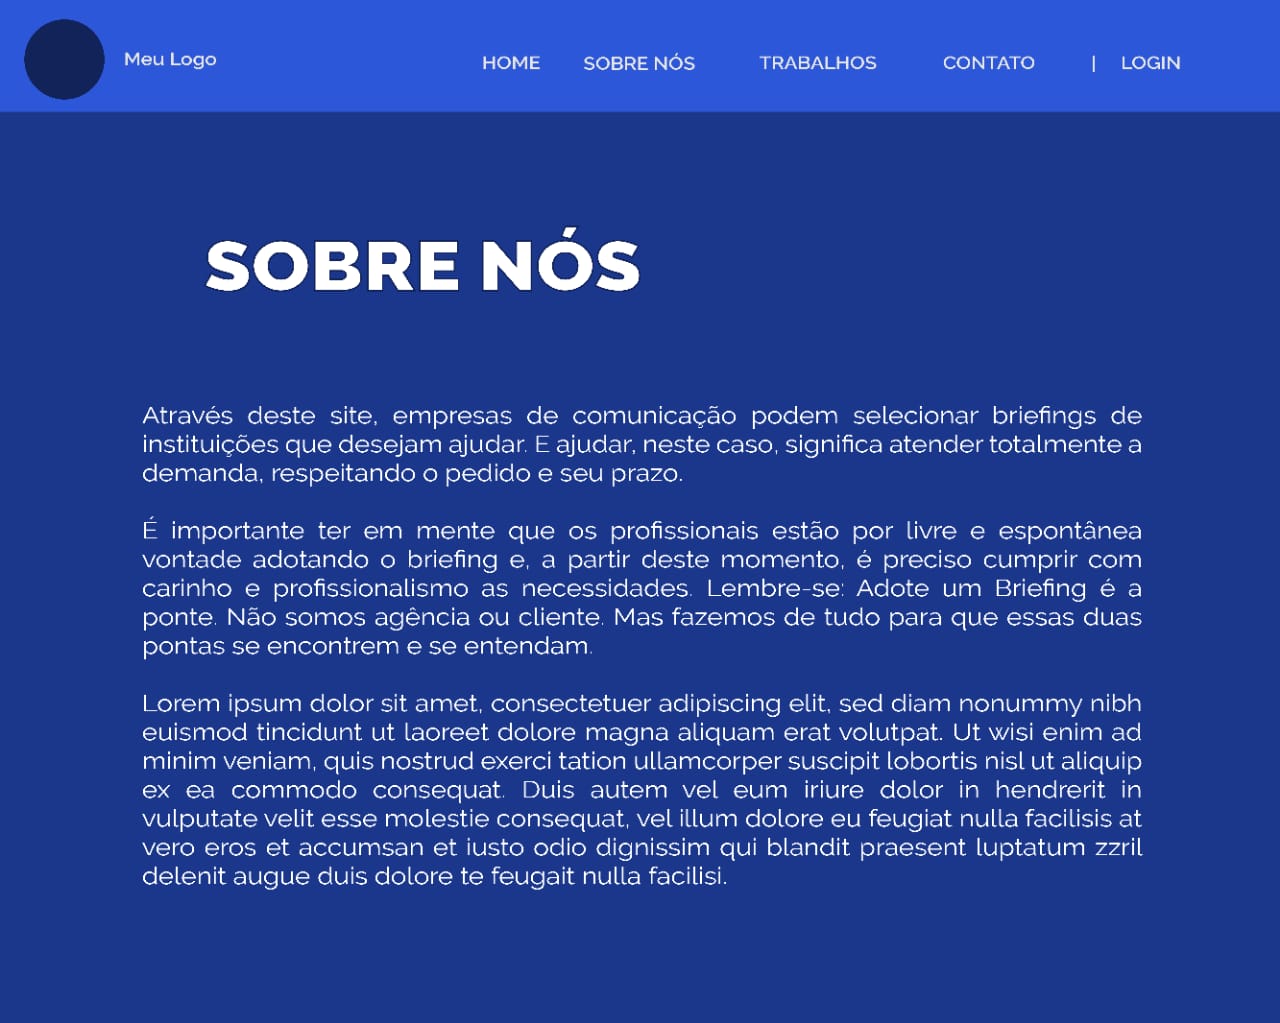 Meu Logo
HOME SOBRE NÓS TRABALHOS CONTATO | LOGIN
SOBRE NÓS
Através deste site, empresas de comunicação podem selecionar briefings de
instituições que desejam ajudar. E ajudar, neste caso, significa atender totalmente a
demanda, respeitando o pedido e seu prazo.
É importante ter em mente que os profissionais estão por livre e espontânea
vontade adotando o briefing e, a partir deste momento, é preciso cumprir com
carinho e profissionalismo as necessidades. Lembre-se: Adote um Briefing é a
ponte. Não somos agência ou cliente. Mas fazemos de tudo para que essas duas
pontas se encontrem e se entendam.
Lorem ipsum dolor sit amet, consectetuer adipiscing elit, sed diam nonummy nibh
euismod tincidunt ut laoreet dolore magna aliquam erat volutpat. Ut wisi enim ad
minim veniam, quis nostrud exerci tation ullamcorper suscipit lobortis nisl ut aliquip
ex ea commodo consequat. Duis autem vel eum iriure dolor in hendrerit in
vulputate velit esse molestie consequat, vel illum dolore eu feugiat nulla facilisis at
vero eros et accumsan et iusto odio dignissim qui blandit praesent luptatum zzril
delenit augue duis dolore te feugait nulla facilisi.